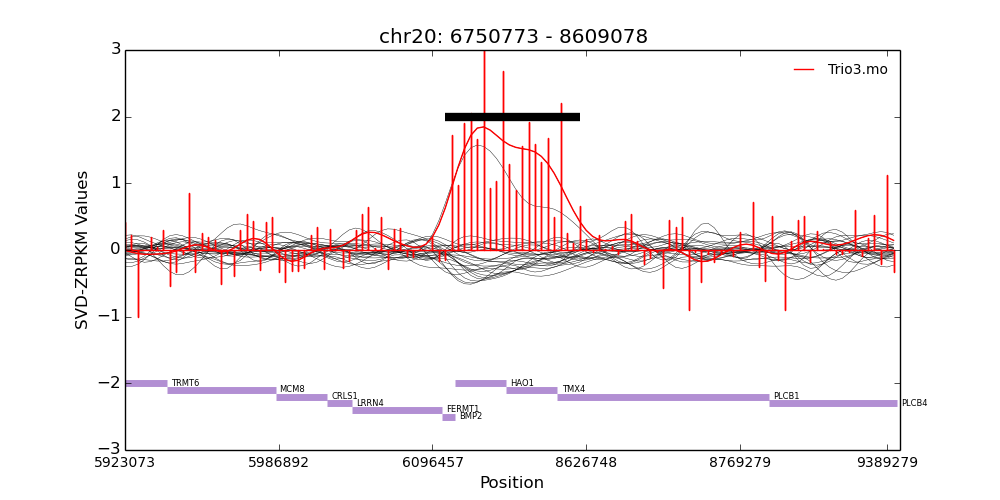 chr20: 6750773 - 8609078
3
2
1
0
−1
−2
−3
SVD-ZRPKM Values
Trio3.mo
TRMT6
MCM8
CRLS1
LRRN4
FERMT1
BMP2
HAO1
TMX4
PLCB1
PLCB4
5923073 5986892 6096457 8626748 8769279 9389279
Position